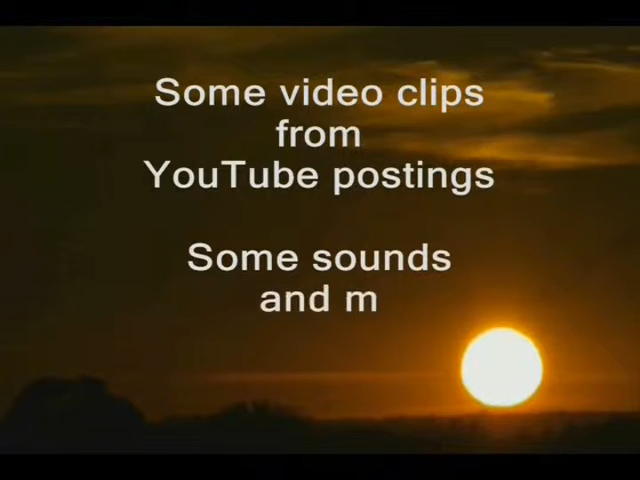 Some video clips
from
YouTube postings
Some sounds
and m